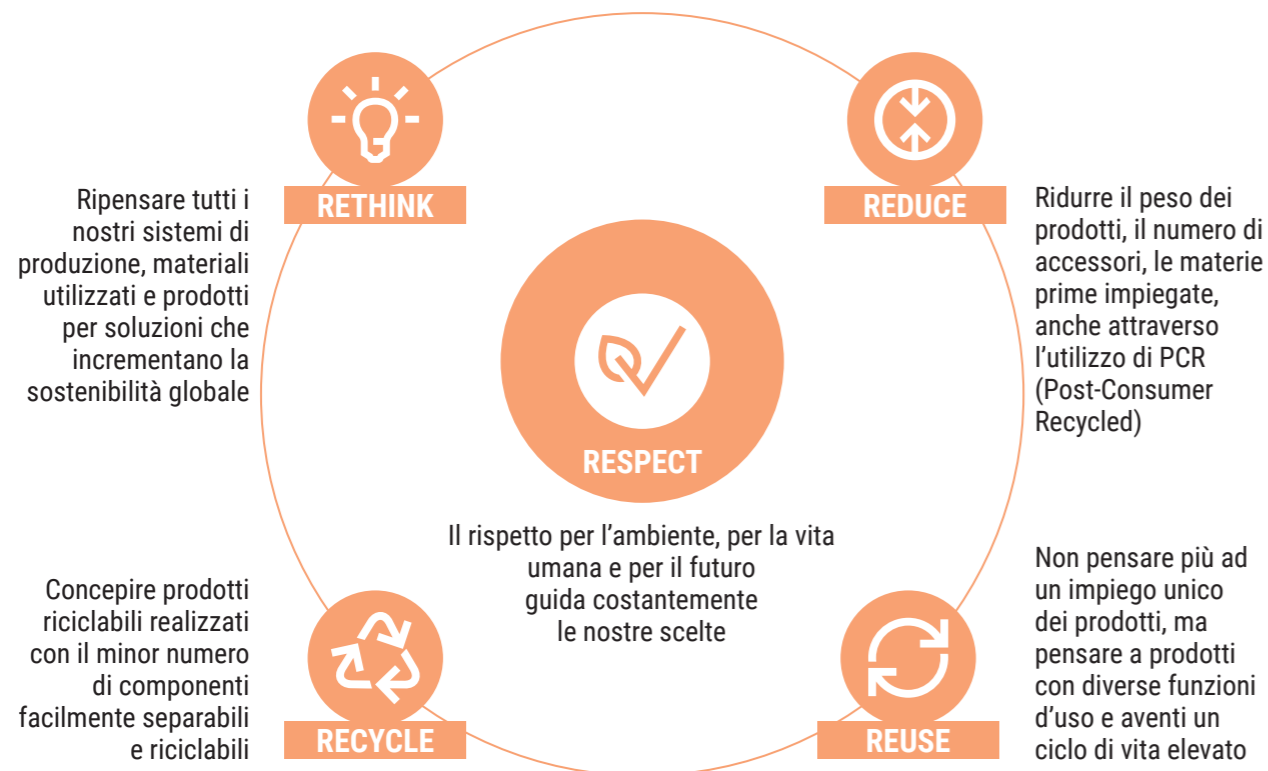 RETHINK
Ripensare tutti i
nostri sistemi di
produzione, materiali
utilizzati e prodotti
per soluzioni che
incrementano la
sostenibilità globale
REDUCE
Ridurre il peso dei
prodotti, il numero di
accessori, le materie
prime impiegate,
anche attraverso
l’utilizzo di PCR
(Post-Consumer
Recycled)
RESPECT
Il rispetto per l’ambiente, per la vita
umana e per il futuro
guida costantemente
le nostre scelte
RECYCLE
Concepire prodotti
riciclabili realizzati
con il minor numero
di componenti
facilmente separabili
e riciclabili
REUSE
Non pensare più ad
un impiego unico
dei prodotti, ma
pensare a prodotti
con diverse funzioni
d’uso e aventi un
ciclo di vita elevato